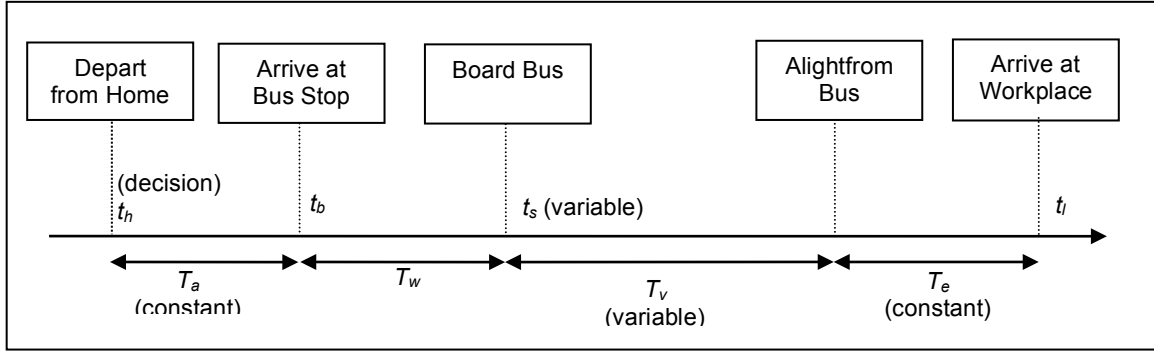 Depart
from Home
Arrive at
Bus Stop
Board Bus
Alightfrom
Bus
Arrive at
Workplace
(decision)
th
tb
ts (variable)
tl
Ta
(constant)
Tw
Tv
(variable)
Te
(constant)